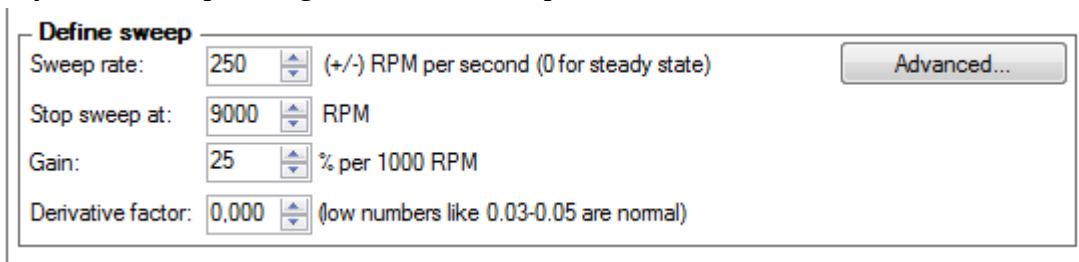 Define sweep
Sweep rate: 250 (+/-) RPM per second (0 for steady state) Advanced...
Stop sweep at: 9000 RPM
Gain: 25 % per 1000 RPM
Derivative factor: 0,000 (low numbers like 0.03-0.05 are normal)